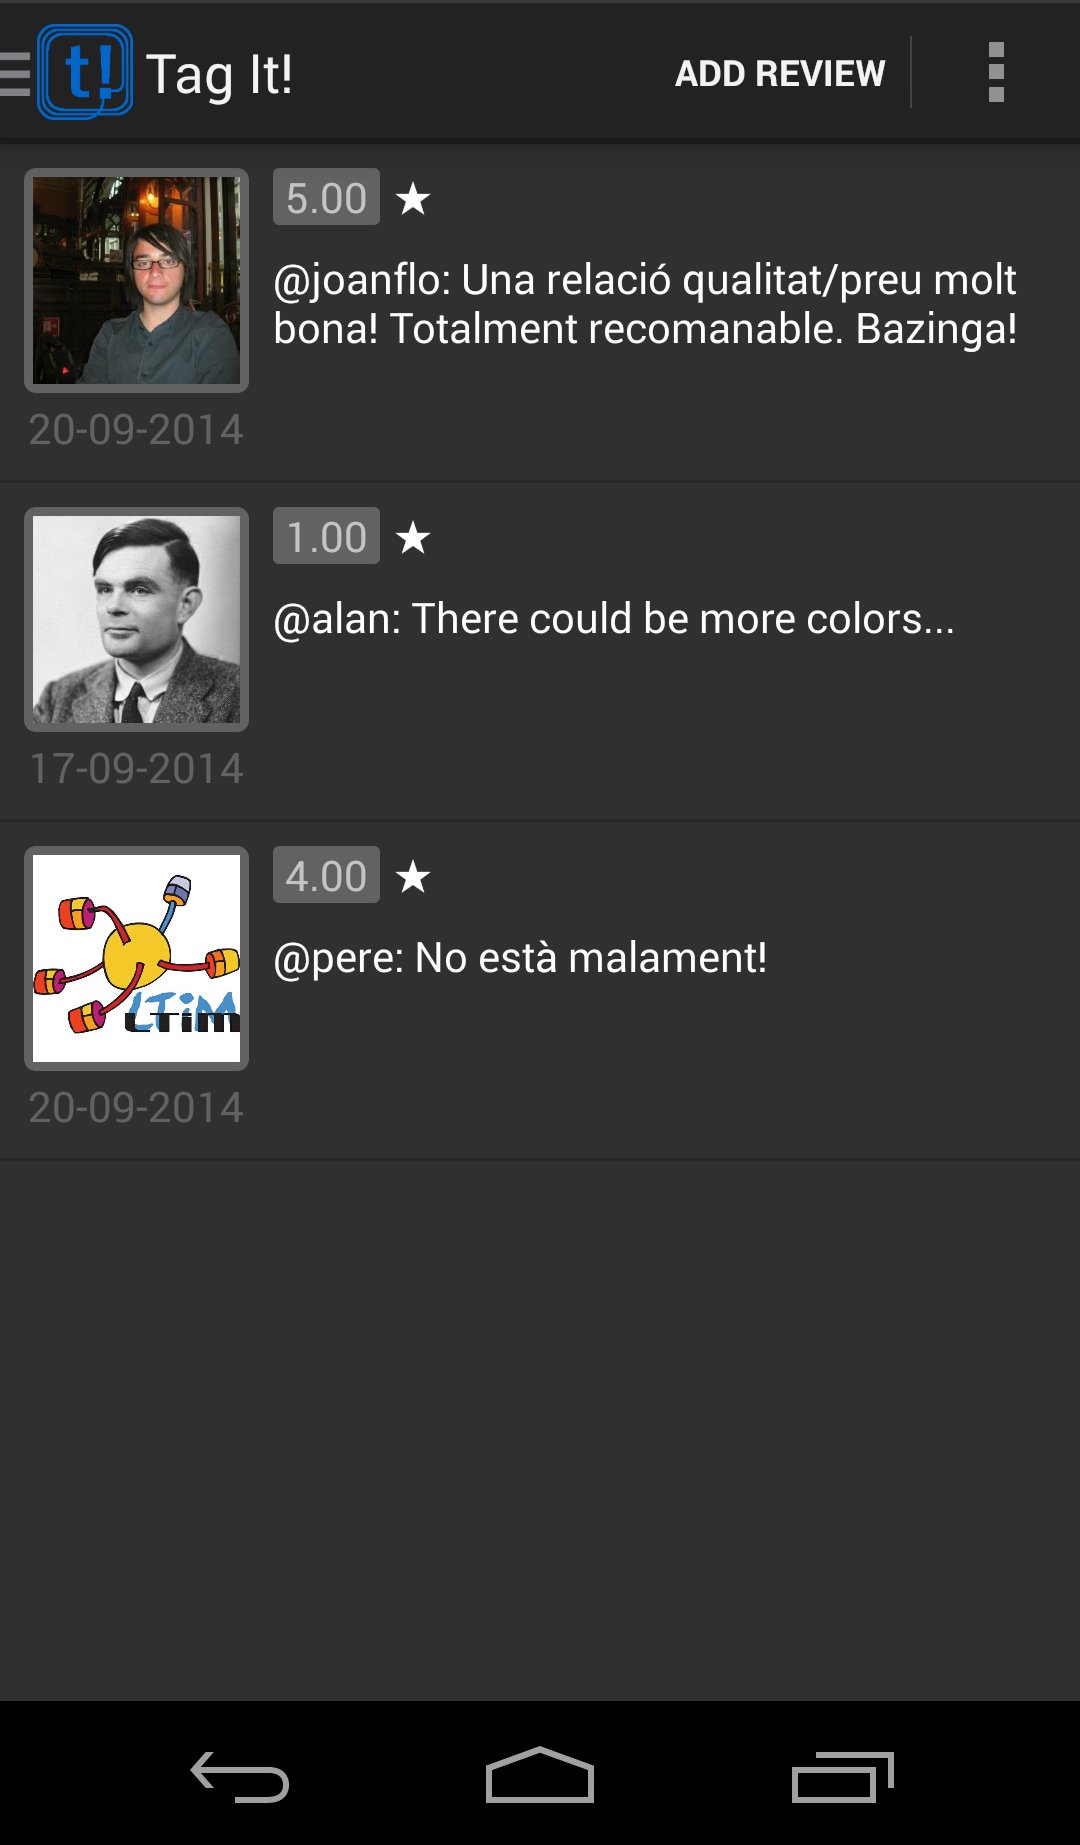 t! Tag It! ADD REVIEW
5.00 ★
@joanflo: Una relació qualitat/preu molt
bona! Totalment recomanable. Bazinga!
20-09-2014
1.00 ★
@alan: There could be more colors...
17-09-2014
4.00 ★
@pere: No està malament!
LTiM
LTiM
20-09-2014